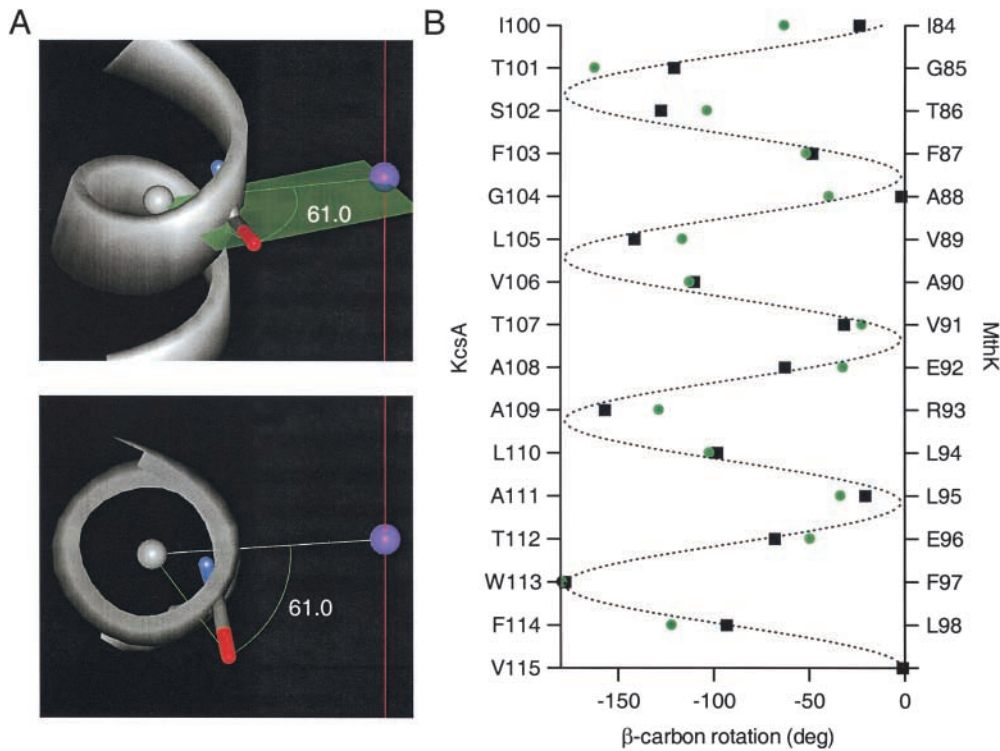 A
61.0
61.0
B
KcsA
I100
T101
S102
F103
G104
L105
V106
T107
A108
A109
L110
A111
T112
W113
F114
V115
I84
G85
T86
F87
A88
V89
A90
V91
E92
R93
L94
L95
E96
F97
L98
MthK
-150 -100 -50 0
β-carbon rotation (deg)